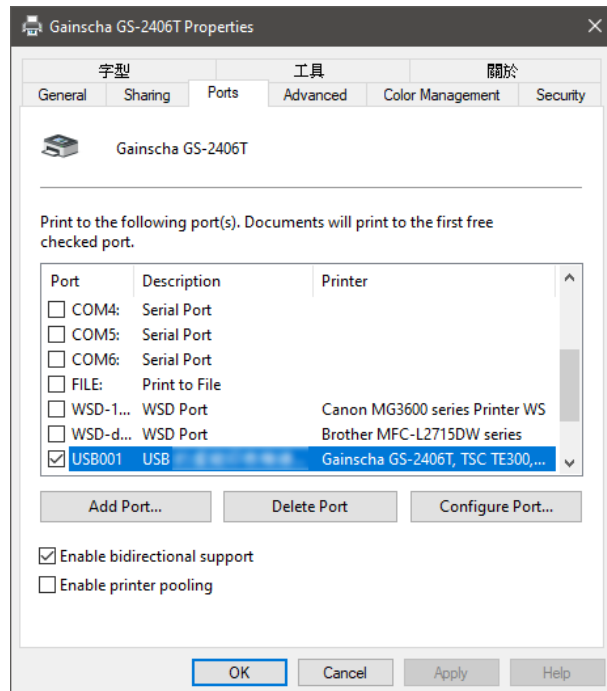 Gainscha GS-2406T Properties
字型 工具 關於
General Sharing Ports Advanced Color Management Security
Gainscha GS-2406T
Print to the following port(s). Documents will print to the first free
checked port.
Port Description Printer
COM4: Serial Port
COM5: Serial Port
COM6: Serial Port
FILE: Print to File
WSD-1... WSD Port Canon MG3600 series Printer WS
WSD-d... WSD Port Brother MFC-L2715DW series
USB001 USB Gainscha GS-2406T, TSC TE300,...
Add Port... Delete Port Configure Port...
Enable bidirectional support
Enable printer pooling
OK Cancel Apply Help